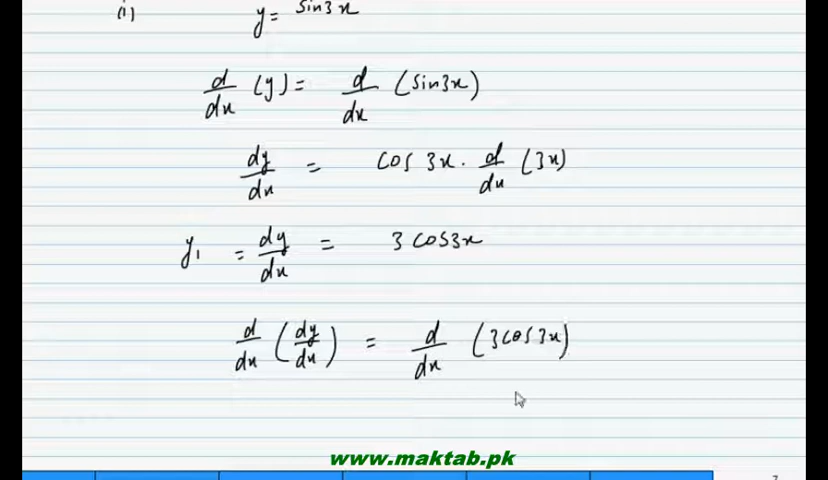 (i) y = sin3x
d/dx (y) = d/dx (sin3x)
dy/dx = cos 3x . d/dx (3x)
y₁ = dy/dx = 3 cos3x
d/dx (dy/dx) = d/dx (3cos3x)
www.maktab.pk
7